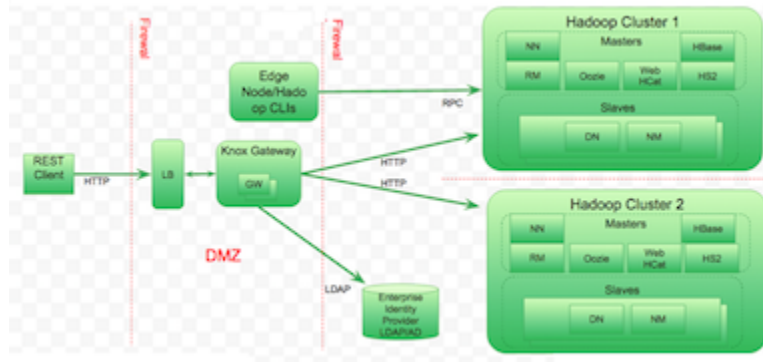 Firewal
Firewal
Hadoop Cluster 1
NN
Masters
HBase
RM
Oozie
Web
HCat
HS2
Edge
Node/Hado
op CLIs
RPC
Slaves
DN
NM
REST
Client
HTTP
LB
Knox Gateway
GW
HTTP
HTTP
Hadoop Cluster 2
NN
Masters
HBase
RM
Oozie
Web
HCat
HS2
DMZ
LDAP
Enterprise
Identity
Provider
LDAP/AD
Slaves
DN
NM